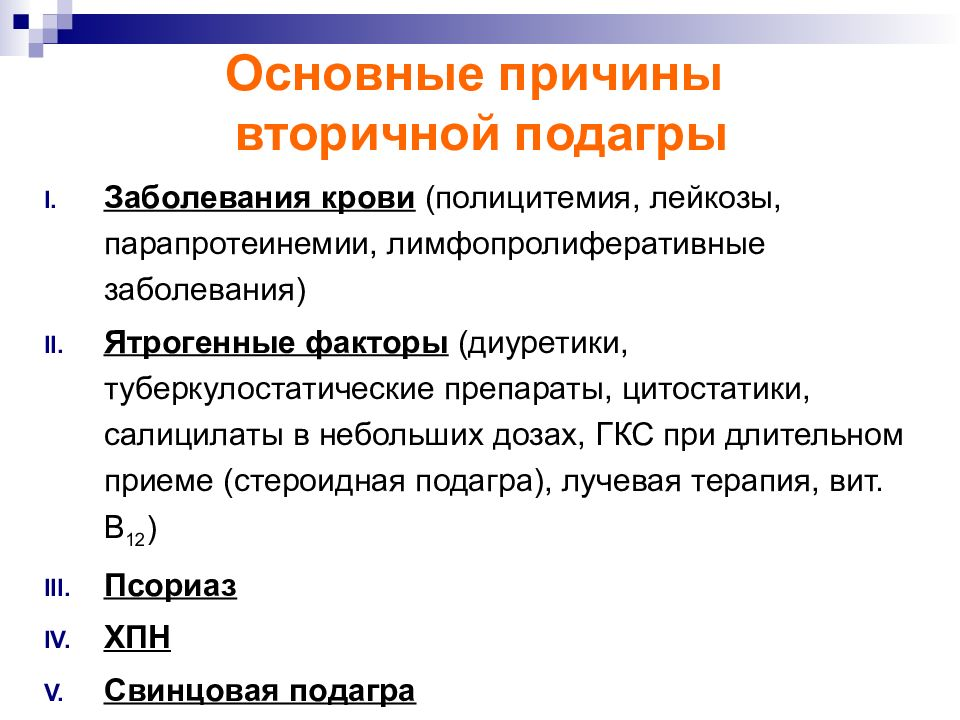 Основные причины
вторичной подагры
I. Заболевания крови (полицитемия, лейкозы,
парапротеинемии, лимфопролиферативные
заболевания)
II. Ятрогенные факторы (диуретики,
туберкулостатические препараты, цитостатики,
салицилаты в небольших дозах, ГКС при длительном
приеме (стероидная подагра), лучевая терапия, вит.
В12)
III. Псориаз
IV. ХПН
V. Свинцовая подагра